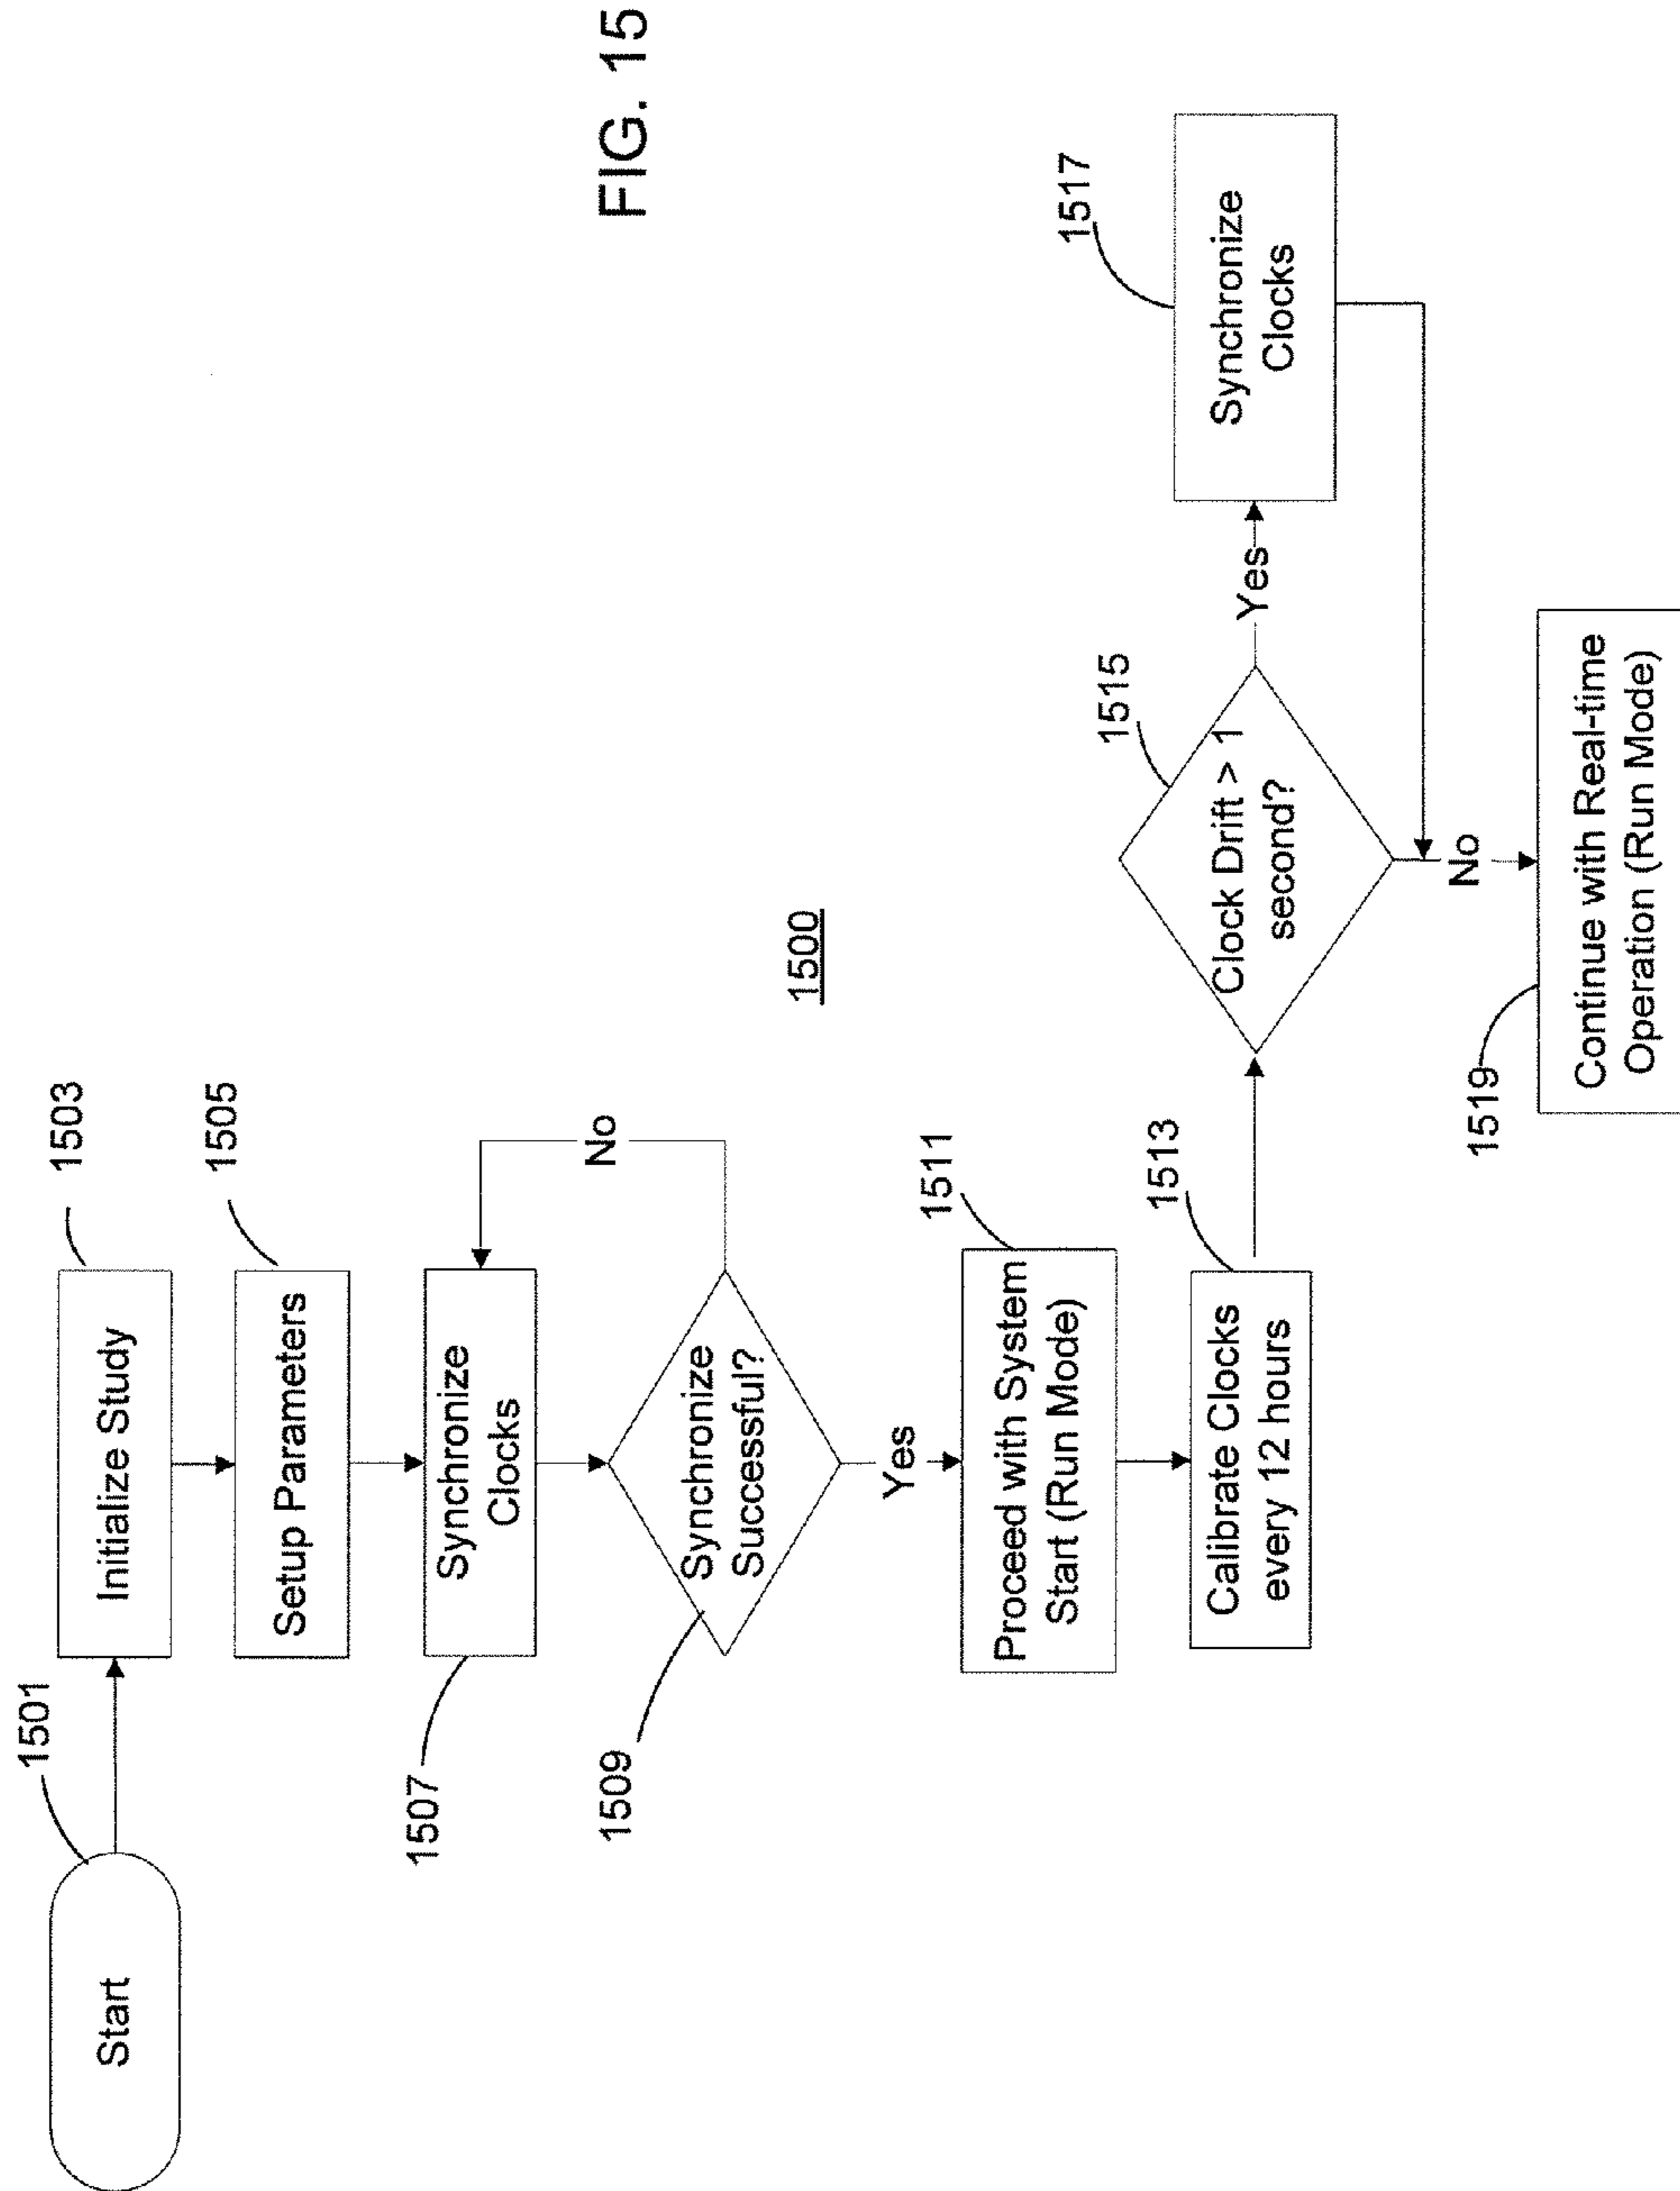 FIG. 15
1500
1501
Start
1503
Initialize Study
1505
Setup Parameters
1507
Synchronize
Clocks
1509
Synchronize
Successful?
No
Yes
1511
Proceed with System
Start (Run Mode)
1513
Calibrate Clocks
every 12 hours
1515
Clock Drift > 1
second?
Yes
1517
Synchronize
Clocks
No
1519
Continue with Real-time
Operation (Run Mode)